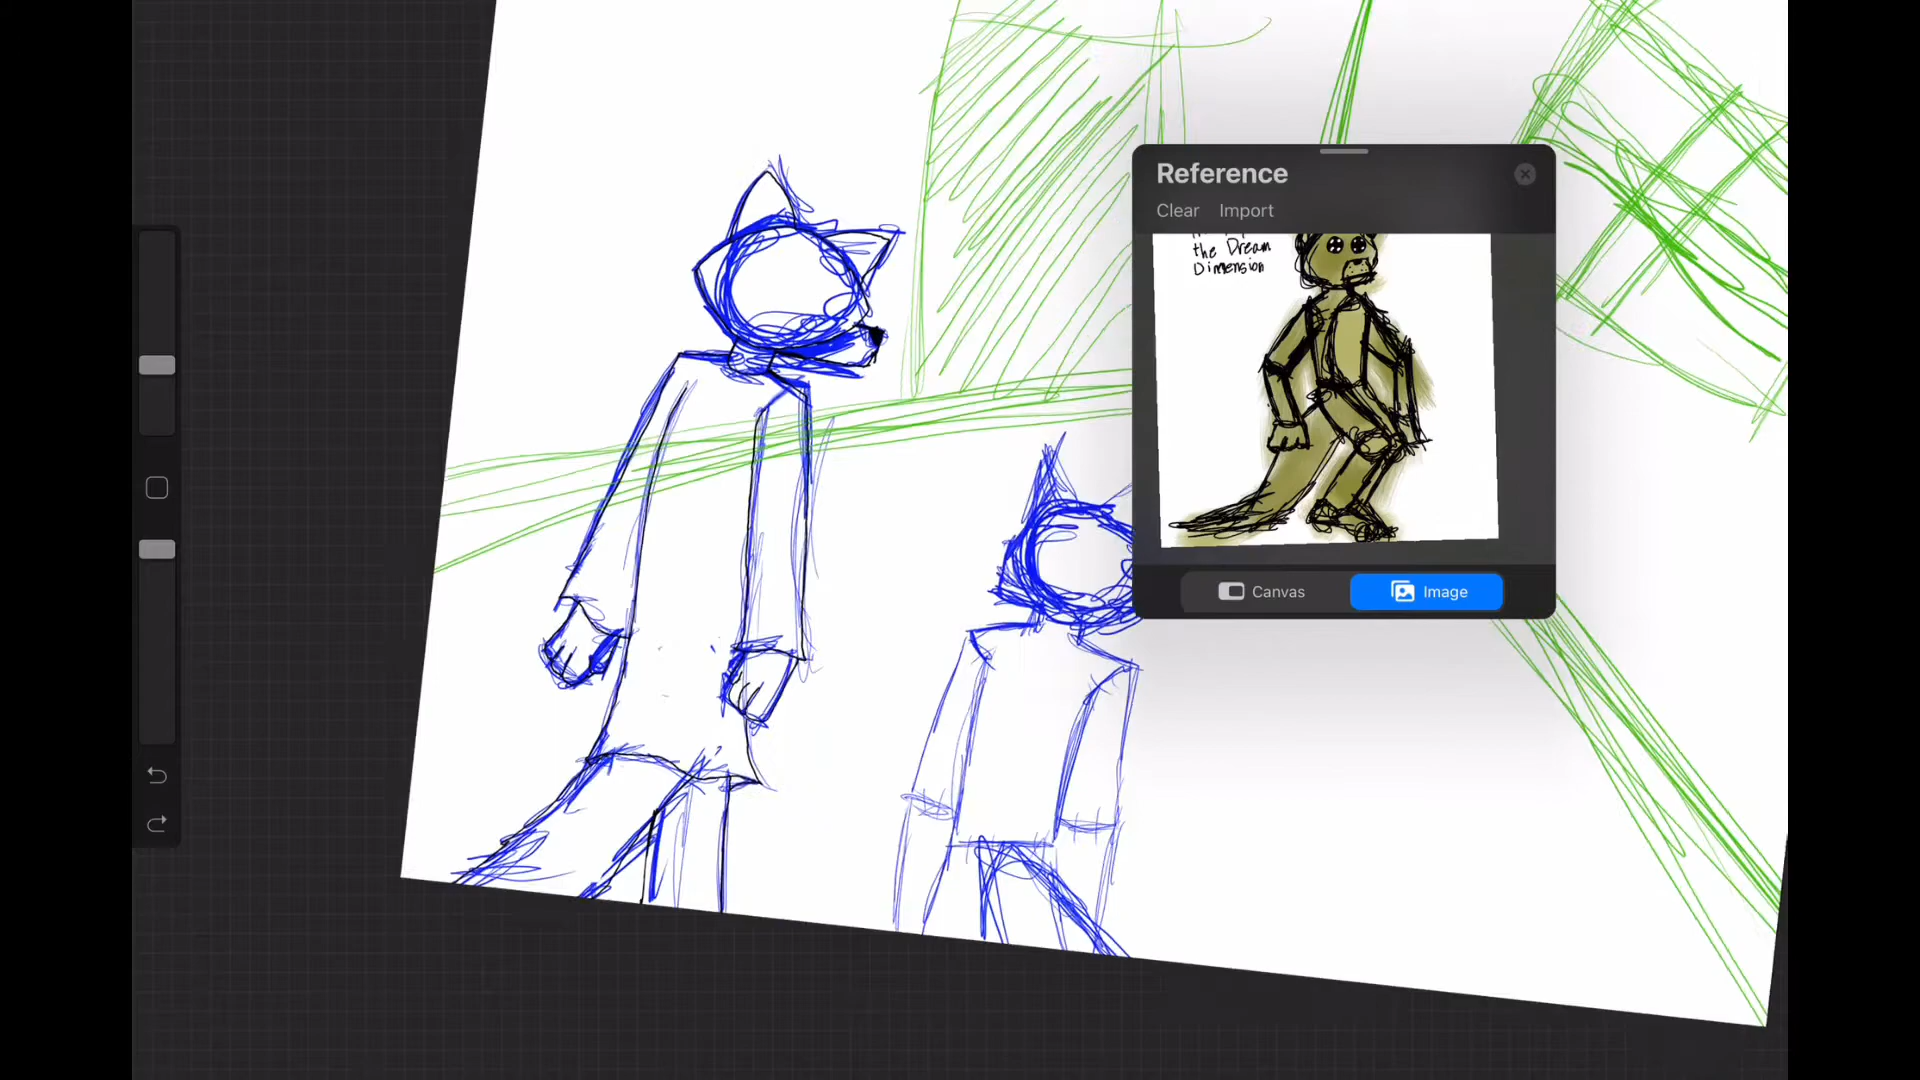 Reference
Clear Import
the Dream
Dimension
Canvas Image